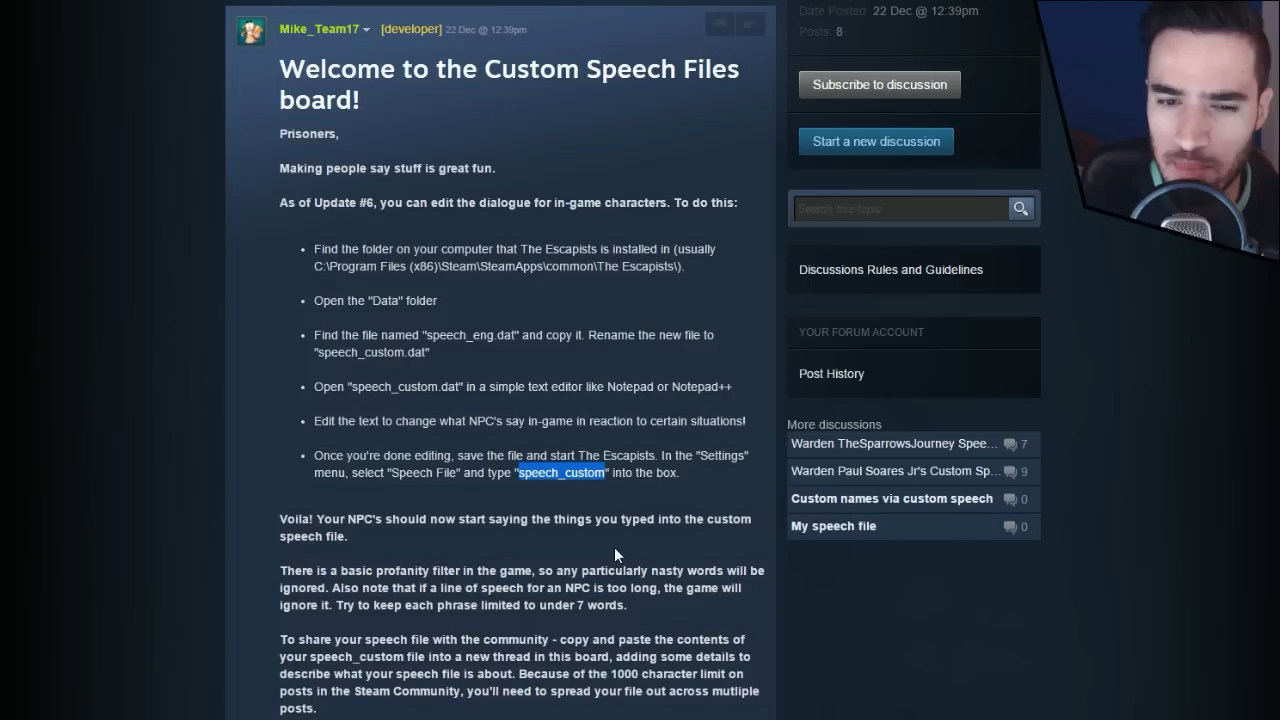 Mike_Team17 [developer] 22 Dec @ 12:39pm
Welcome to the Custom Speech Files
board!
Prisoners,
Making people say stuff is great fun.
As of Update #6, you can edit the dialogue for in-game characters. To do this:
Find the folder on your computer that The Escapists is installed in (usually
C:\Program Files (x86)\Steam\SteamApps\common\The Escapists\).
Open the "Data" folder
Find the file named "speech_eng.dat" and copy it. Rename the new file to
"speech_custom.dat"
Open "speech_custom.dat" in a simple text editor like Notepad or Notepad++
Edit the text to change what NPC's say in-game in reaction to certain situations!
Once you're done editing, save the file and start The Escapists. In the "Settings"
menu, select "Speech File" and type "speech_custom" into the box.
Voila! Your NPC's should now start saying the things you typed into the custom
speech file.
There is a basic profanity filter in the game, so any particularly nasty words will be
ignored. Also note that if a line of speech for an NPC is too long, the game will
ignore it. Try to keep each phrase limited to under 7 words.
To share your speech file with the community - copy and paste the contents of
your speech_custom file into a new thread in this board, adding some details to
describe what your speech file is about. Because of the 1000 character limit on
posts in the Steam Community, you'll need to spread your file out across mutliple
posts.
Date Posted: 22 Dec @ 12:39pm
Posts: 8
Subscribe to discussion
Start a new discussion
Search this topic
Discussions Rules and Guidelines
YOUR FORUM ACCOUNT
Post History
More discussions
Warden TheSparrowsJourney Spee... 7
Warden Paul Soares Jr's Custom Sp... 9
Custom names via custom speech 0
My speech file 0